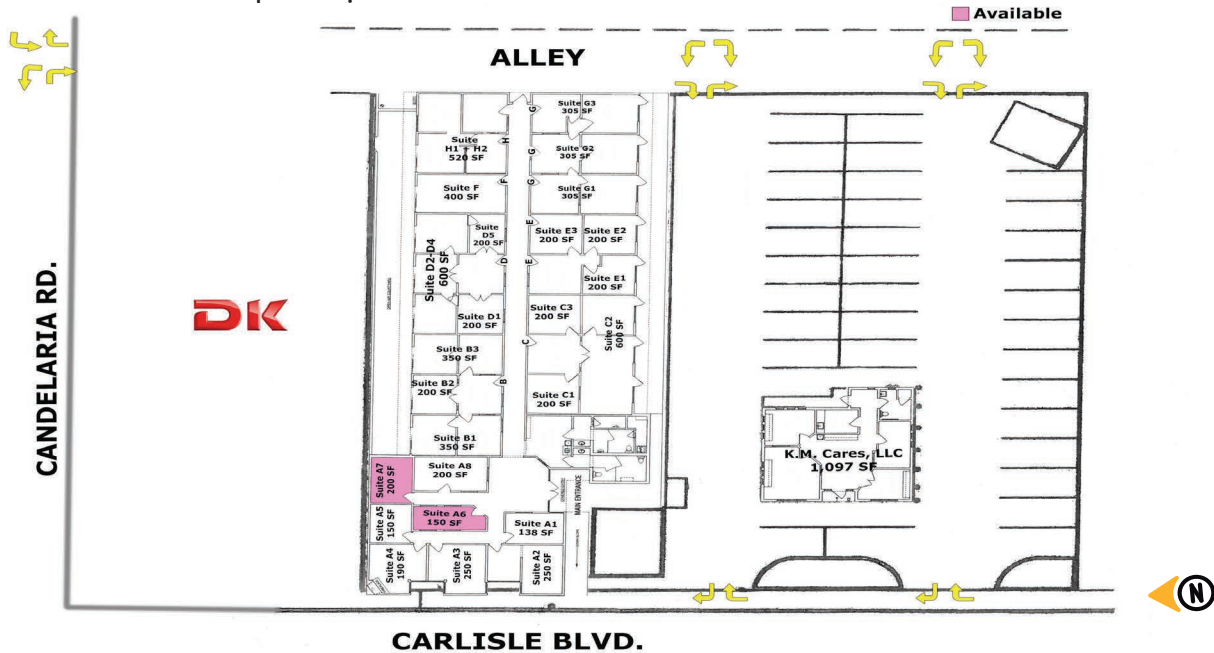 Available
ALLEY
CANDELARIA RD.
DK
Suite G3
305 SF
G
Suite
H1 + H2
520 SF
H
Suite G2
305 SF
G
Suite F
400 SF
F
Suite G1
305 SF
G
Suite
D5
200 SF
Suite D2-D4
600 SF
D
E
Suite E3
200 SF
Suite E2
200 SF
E
Suite E1
200 SF
Suite D1
200 SF
Suite C3
200 SF
Suite C2
600 SF
C
Suite B3
350 SF
Suite B2
200 SF
B
Suite C1
200 SF
Suite B1
350 SF
Suite A7
200 SF
Suite A8
200 SF
K.M. Cares, LLC
1,097 SF
MAIN ENTRANCE
Suite A5
150 SF
Suite A6
150 SF
Suite A1
138 SF
Suite A4
190 SF
Suite A3
250 SF
Suite A2
250 SF
N
CARLISLE BLVD.